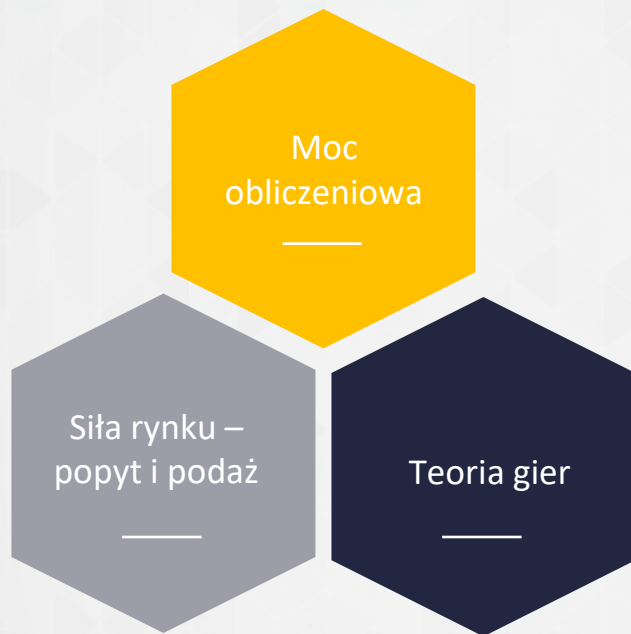 Moc
obliczeniowa
Siła rynku –
popyt i podaż
Teoria gier